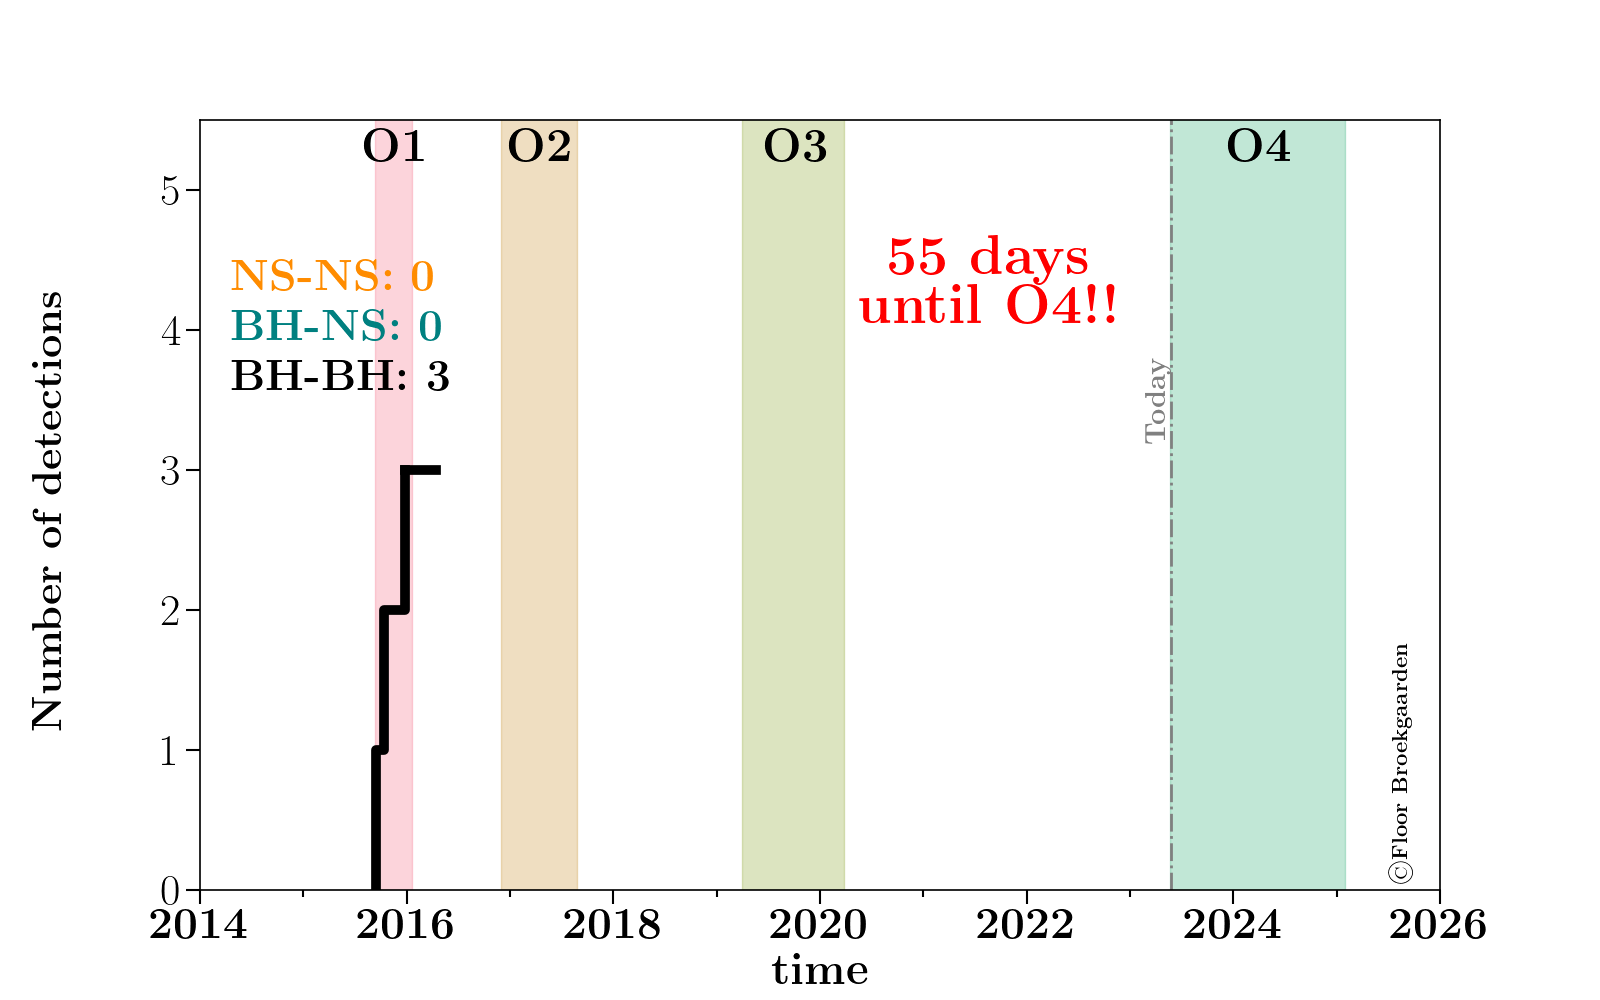 O1
O2
O3
O4
55 days
until O4!!
NS-NS: 0
BH-NS: 0
BH-BH: 3
Today
©Floor Broekgaarden
Number of detections
5
4
3
2
1
0
2014
2016
2018
2020
2022
2024
2026
time